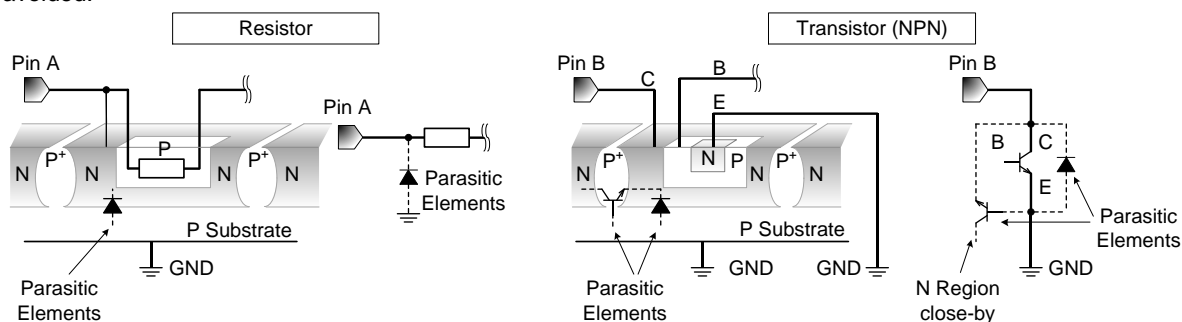 Resistor
Transistor (NPN)
Pin A
Pin A
N
P+
N
P
N
P+
N
Parasitic
Elements
P Substrate
GND
Parasitic
Elements
Pin B
C
B
E
N
P+
N
N
P
N
P+
N
P Substrate
GND
GND
Parasitic
Elements
Pin B
B
C
E
Parasitic
Elements
GND
N Region
close-by